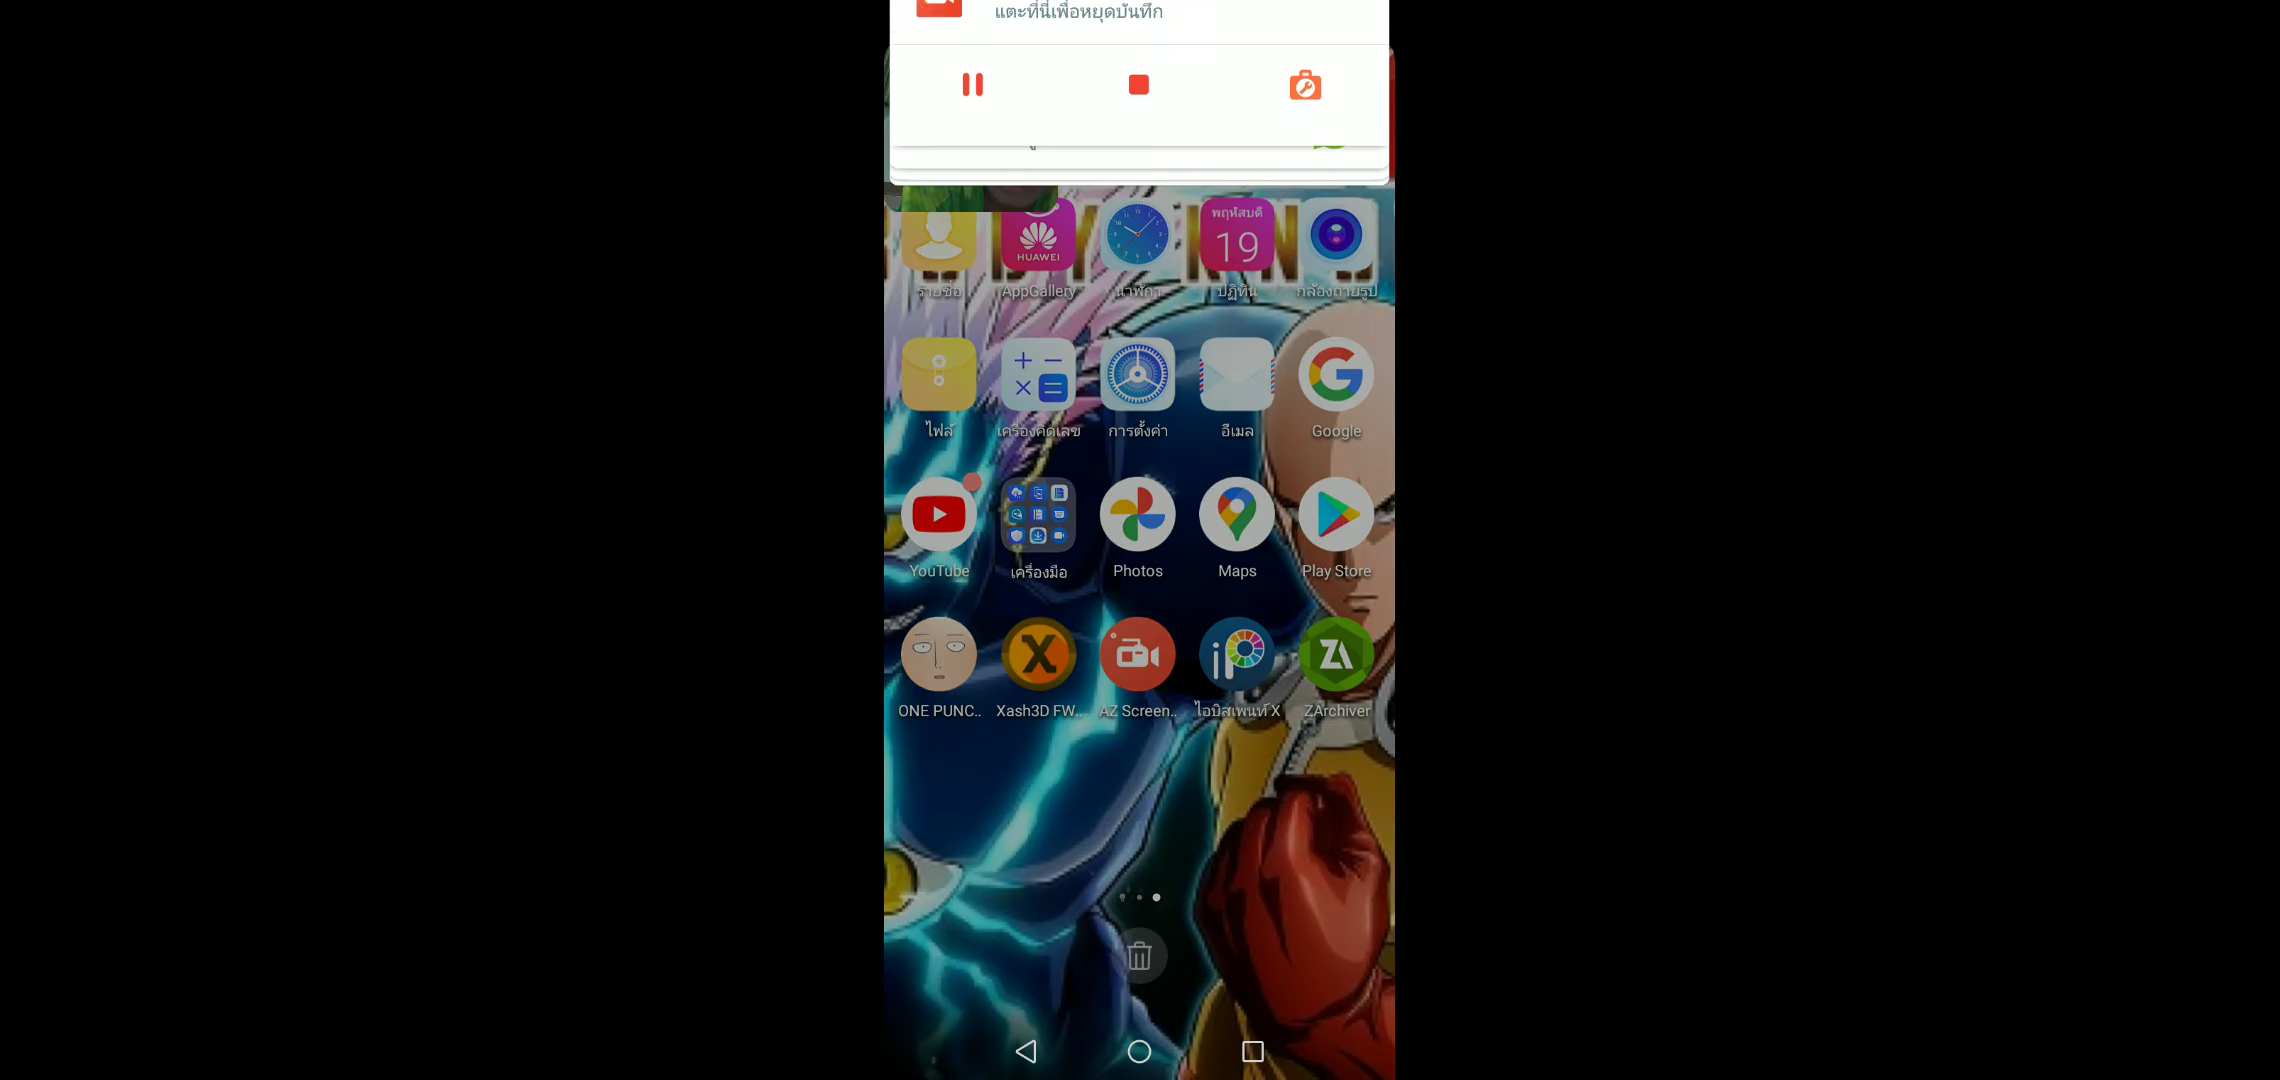 แตะที่นี่เพื่อหยุดบันทึก
HUAWEI
พฤหัสบดี
19
รายชื่อ
AppGallery
นาฬิกา
ปฏิทิน
กล้องถ่ายรูป
ไฟล์
เครื่องคิดเลข
การตั้งค่า
อีเมล
Google
YouTube
เครื่องมือ
Photos
Maps
Play Store
iP
ZA
ONE PUNC..
Xash3D FW..
AZ Screen..
ไอบิสเพนท์ X
ZArchiver